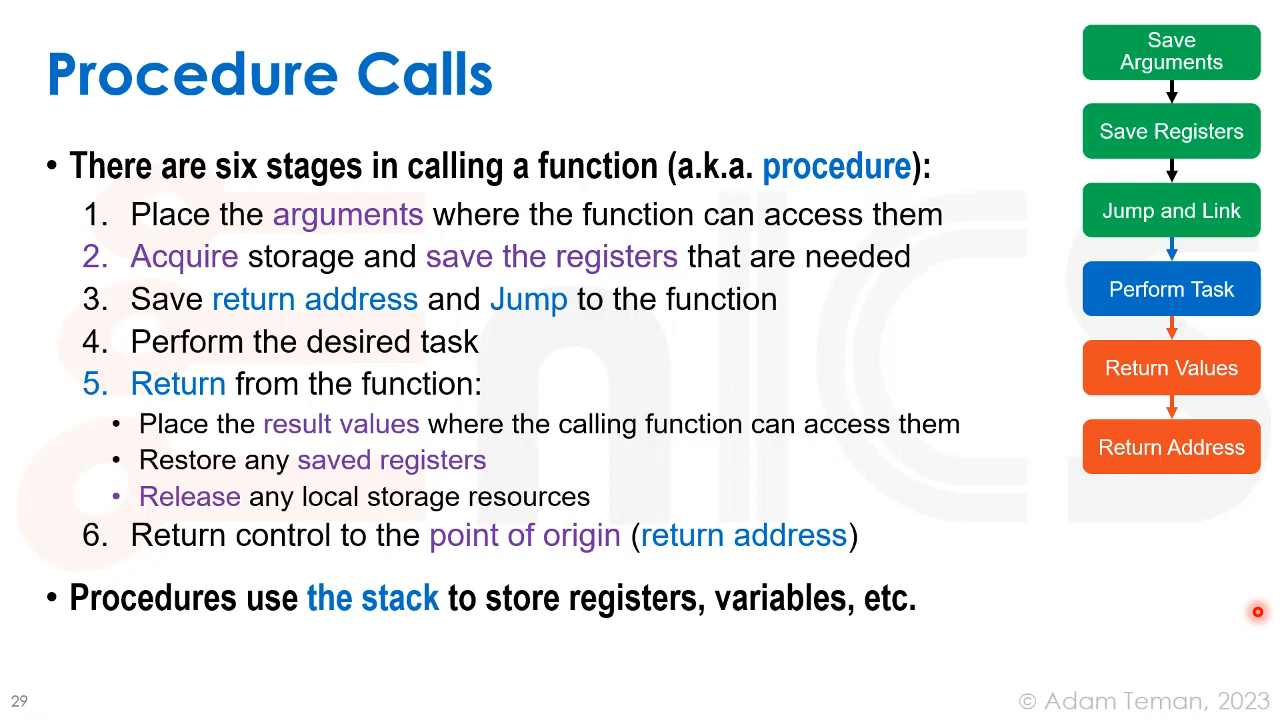 Procedure Calls
• There are six stages in calling a function (a.k.a. procedure):
1. Place the arguments where the function can access them
2. Acquire storage and save the registers that are needed
3. Save return address and Jump to the function
4. Perform the desired task
5. Return from the function:
• Place the result values where the calling function can access them
• Restore any saved registers
• Release any local storage resources
6. Return control to the point of origin (return address)
• Procedures use the stack to store registers, variables, etc.
Save
Arguments
Save Registers
Jump and Link
Perform Task
Return Values
Return Address
EnICS
29
© Adam Teman, 2023